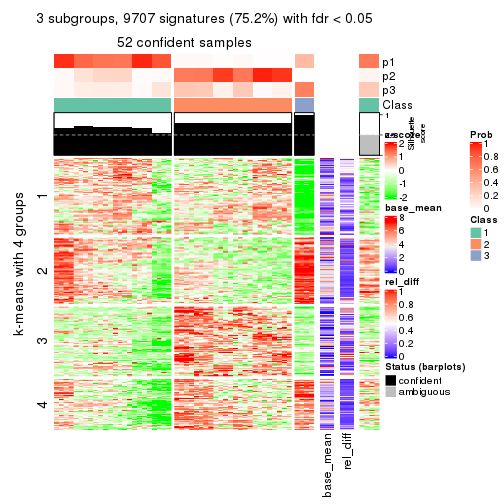 3 subgroups, 9707 signatures (75.2%) with fdr < 0.05
52 confident samples
p1
p2
p3
Class
1
Silhouette
score
z-score
2
1
0
-1
-2
base_mean
8
6
4
2
0
rel_diff
1
0.8
0.6
0.4
0.2
0
Status (barplots)
confident
ambiguous
Prob
1
0.8
0.6
0.4
0.2
0
Class
1
2
3
k-means with 4 groups
1
2
3
4
base_mean
rel_diff